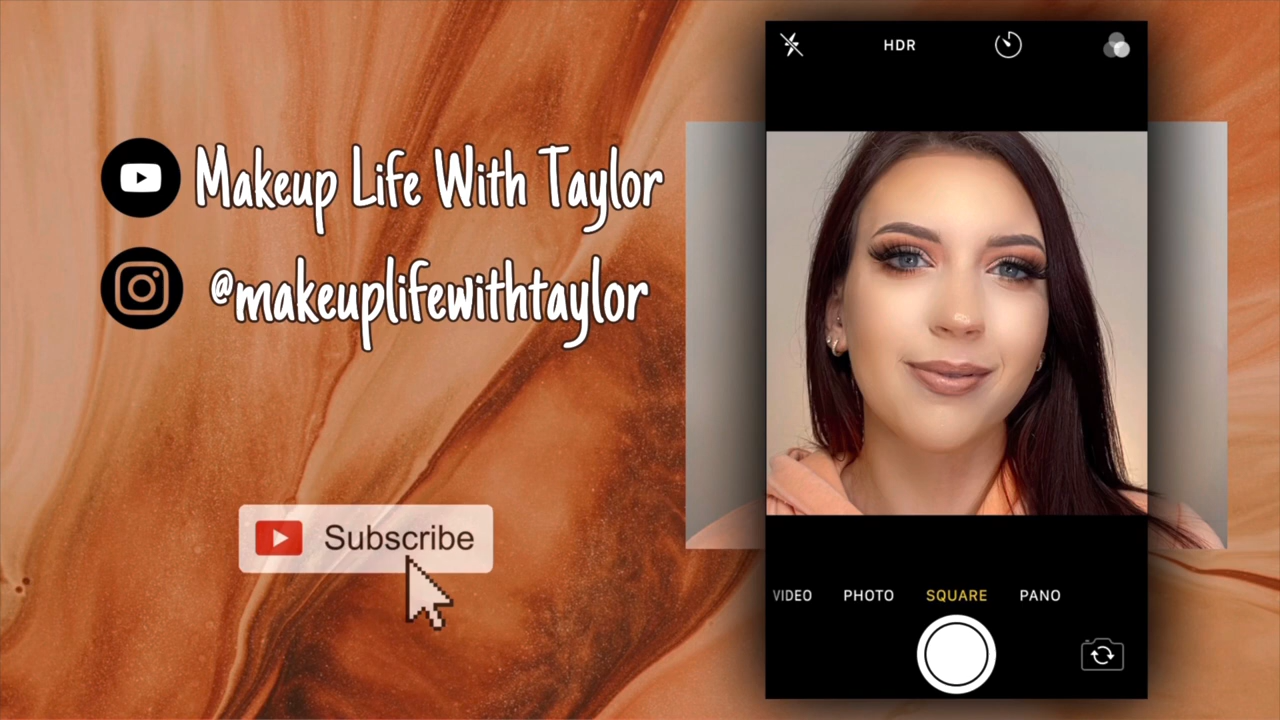 Makeup Life With Taylor
@makeuplifewithtaylor
Subscribe
HDR
VIDEO PHOTO SQUARE PANO